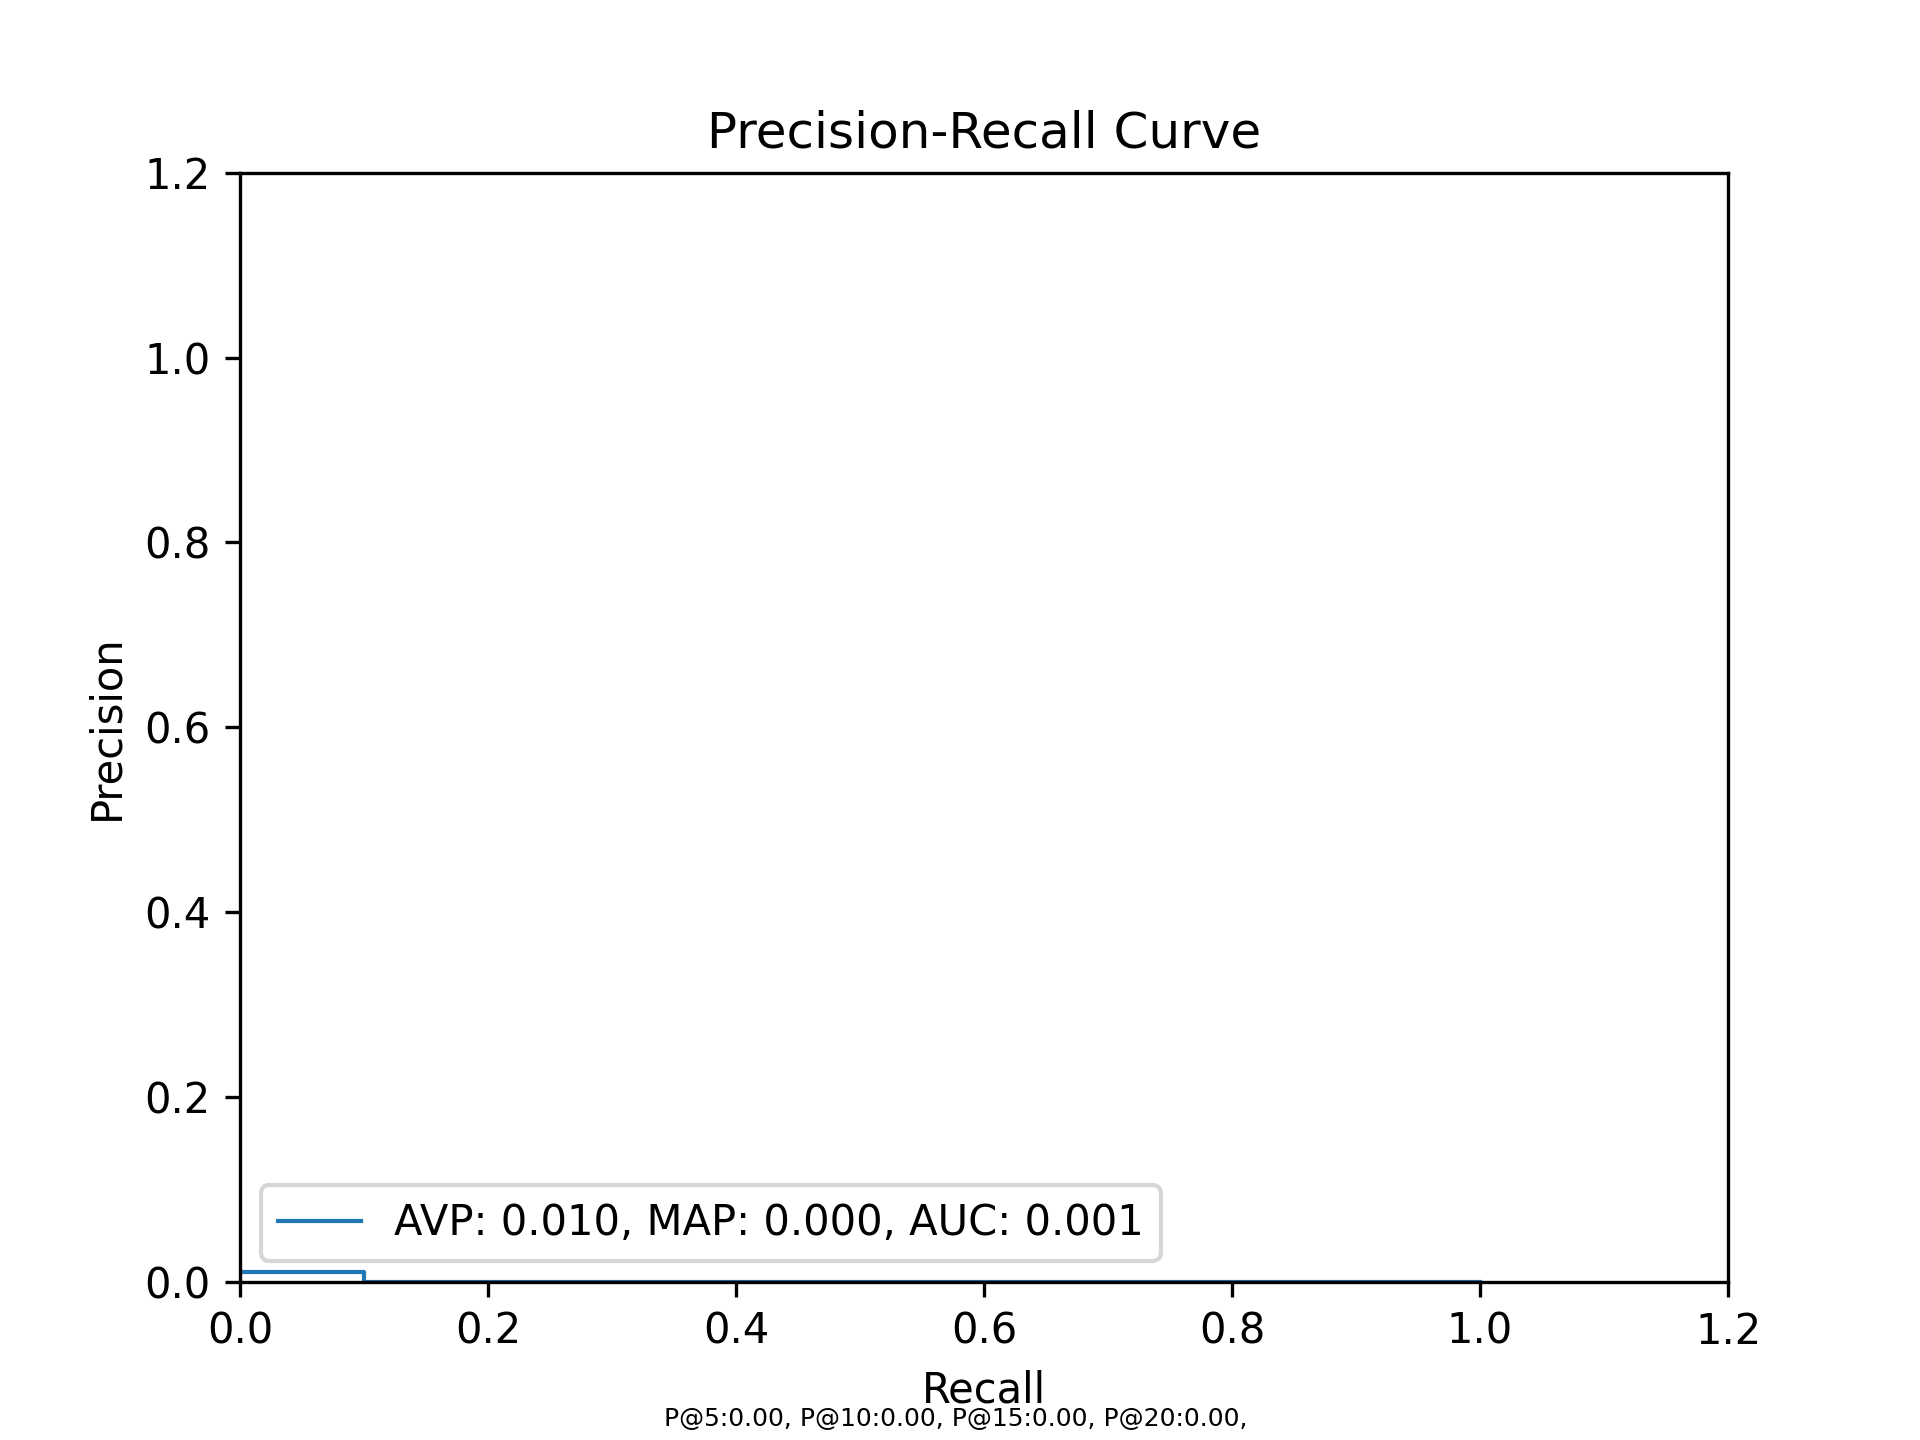 Precision-Recall Curve
1.2
1.0
0.8
0.6
0.4
0.2
0.0
Precision
AVP: 0.010, MAP: 0.000, AUC: 0.001
0.0 0.2 0.4 0.6 0.8 1.0 1.2
Recall
P@5:0.00, P@10:0.00, P@15:0.00, P@20:0.00,